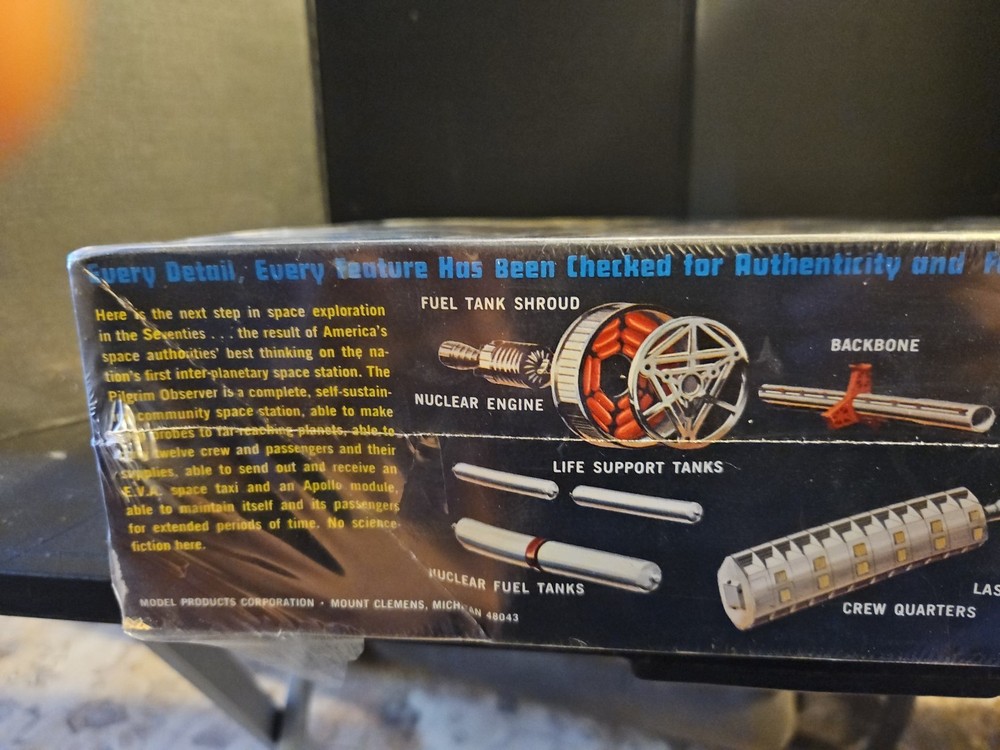 Every Detail, Every feature Has Been Checked for Authenticity and
Here is the next step in space exploration
in the Seventies . . . the result of America's
space authorities' best thinking on the na-
tion's first inter-planetary space station. The
Pilgrim Observer is a complete, self-sustain-
community space station, able to make
probes to far-reaching planets, able to
twelve crew and passengers and their
supplies, able to send out and receive an
E.V.A. space taxi and an Apollo module,
able to maintain itself and its passengers
for extended periods of time. No science-
fiction here.
MODEL PRODUCTS CORPORATION · MOUNT CLEMENS, MICHIGAN 48043
FUEL TANK SHROUD
NUCLEAR ENGINE
BACKBONE
LIFE SUPPORT TANKS
NUCLEAR FUEL TANKS
CREW QUARTERS
LAS